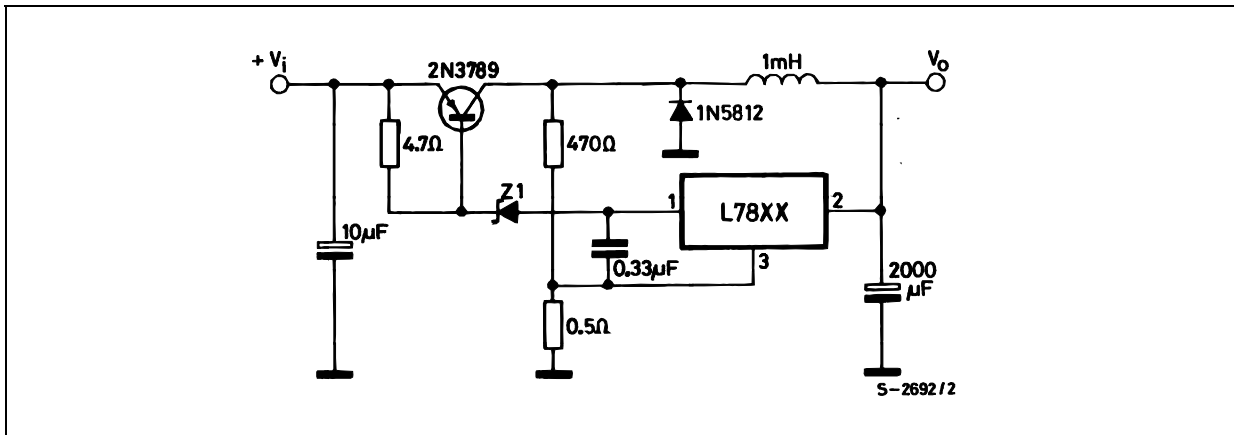 + Vi
2N3789
1mH
Vo
4.7Ω
470Ω
1N5812
Z1
1
L78XX
2
10µF
0.33µF
3
2000
µF
0.5Ω
S-2692/2